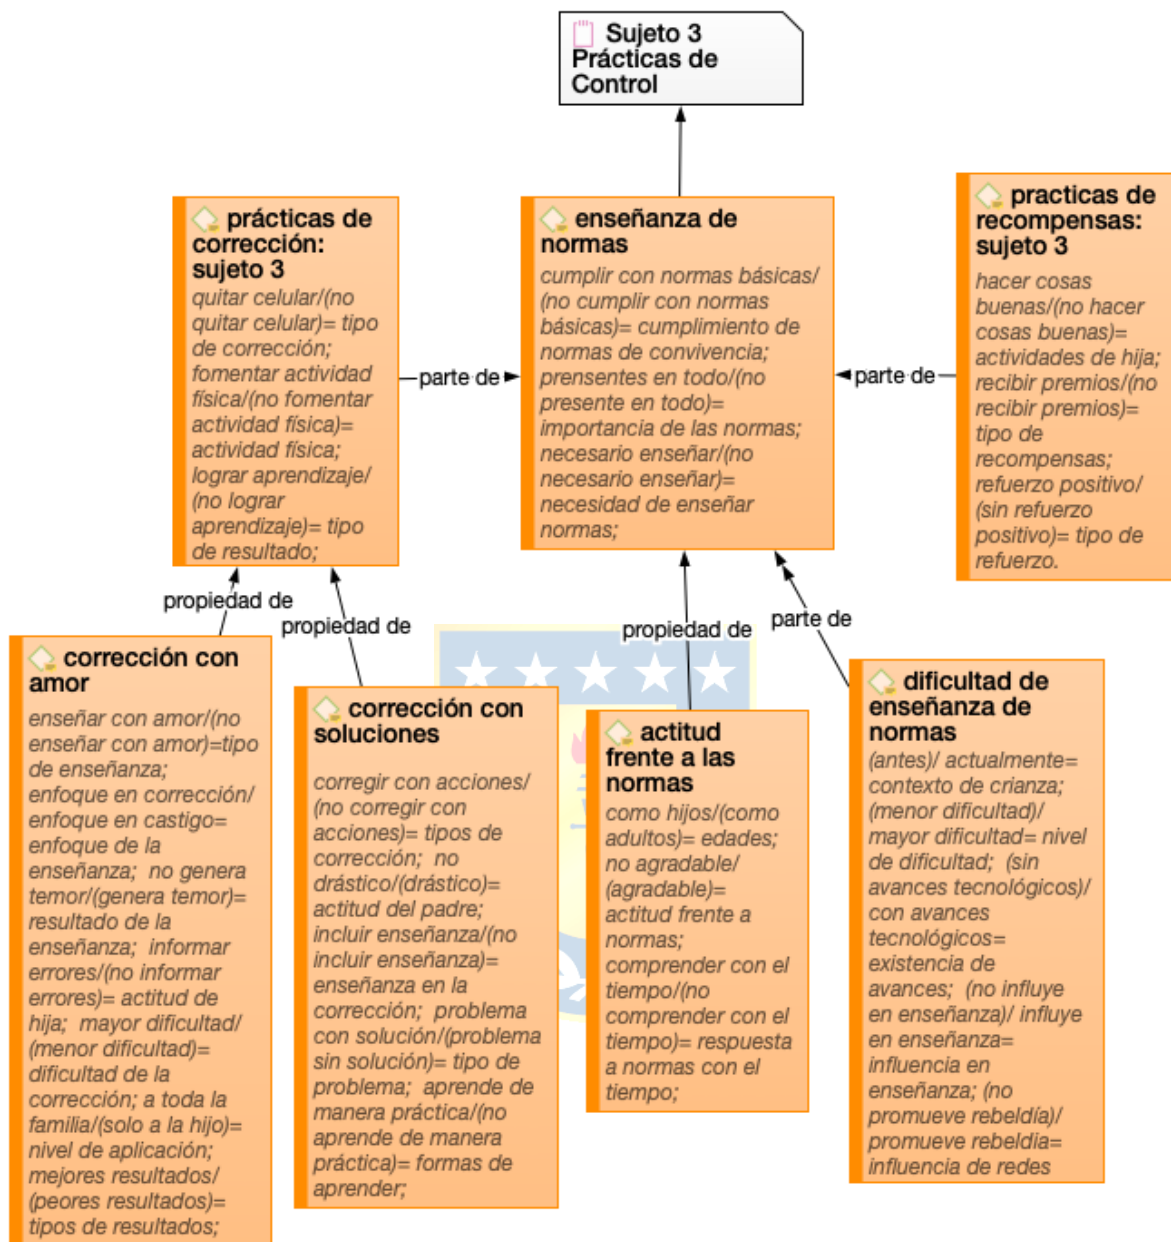 Sujeto 3
Prácticas de
Control
prácticas de
corrección:
sujeto 3
quitar celular/(no
quitar celular)= tipo
de corrección;
fomentar actividad
física/(no fomentar
actividad física)=
actividad física;
lograr aprendizaje/
(no lograr
aprendizaje)= tipo
de resultado;
parte de
enseñanza de
normas
cumplir con normas básicas/
(no cumplir con normas
básicas)= cumplimiento de
normas de convivencia;
prensentes en todo/(no
presente en todo)=
importancia de las normas;
necesario enseñar/(no
necesario enseñar)=
necesidad de enseñar
normas;
parte de
practicas de
recompensas:
sujeto 3
hacer cosas
buenas/(no hacer
cosas buenas)=
actividades de hija;
recibir premios/(no
recibir premios)=
tipo de
recompensas;
refuerzo positivo/
(sin refuerzo
positivo)= tipo de
refuerzo.
propiedad de
propiedad de
propiedad de
parte de
corrección con
amor
enseñar con amor/(no
enseñar con amor)=tipo
de enseñanza;
enfoque en corrección/
enfoque en castigo=
enfoque de la
enseñanza;  no genera
temor/(genera temor)=
resultado de la
enseñanza;  informar
errores/(no informar
errores)= actitud de
hija;  mayor dificultad/
(menor dificultad)=
dificultad de la
corrección; a toda la
familia/(solo a la hijo)=
nivel de aplicación;
mejores resultados/
(peores resultados)=
tipos de resultados;
corrección con
soluciones
corregir con acciones/
(no corregir con
acciones)= tipos de
corrección;  no
drástico/(drástico)=
actitud del padre;
incluir enseñanza/(no
incluir enseñanza)=
enseñanza en la
corrección;  problema
con solución/(problema
sin solución)= tipo de
problema;  aprende de
manera práctica/(no
aprende de manera
práctica)= formas de
aprender;
actitud
frente a las
normas
como hijos/(como
adultos)= edades;
no agradable/
(agradable)=
actitud frente a
normas;
comprender con el
tiempo/(no
comprender con el
tiempo)= respuesta
a normas con el
tiempo;
dificultad de
enseñanza de
normas
(antes)/ actualmente=
contexto de crianza;
(menor dificultad)/
mayor dificultad= nivel
de dificultad;  (sin
avances tecnológicos)/
con avances
tecnológicos=
existencia de
avances;  (no influye
en enseñanza)/ influye
en enseñanza=
influencia en
enseñanza; (no
promueve rebeldía)/
promueve rebeldia=
influencia de redes